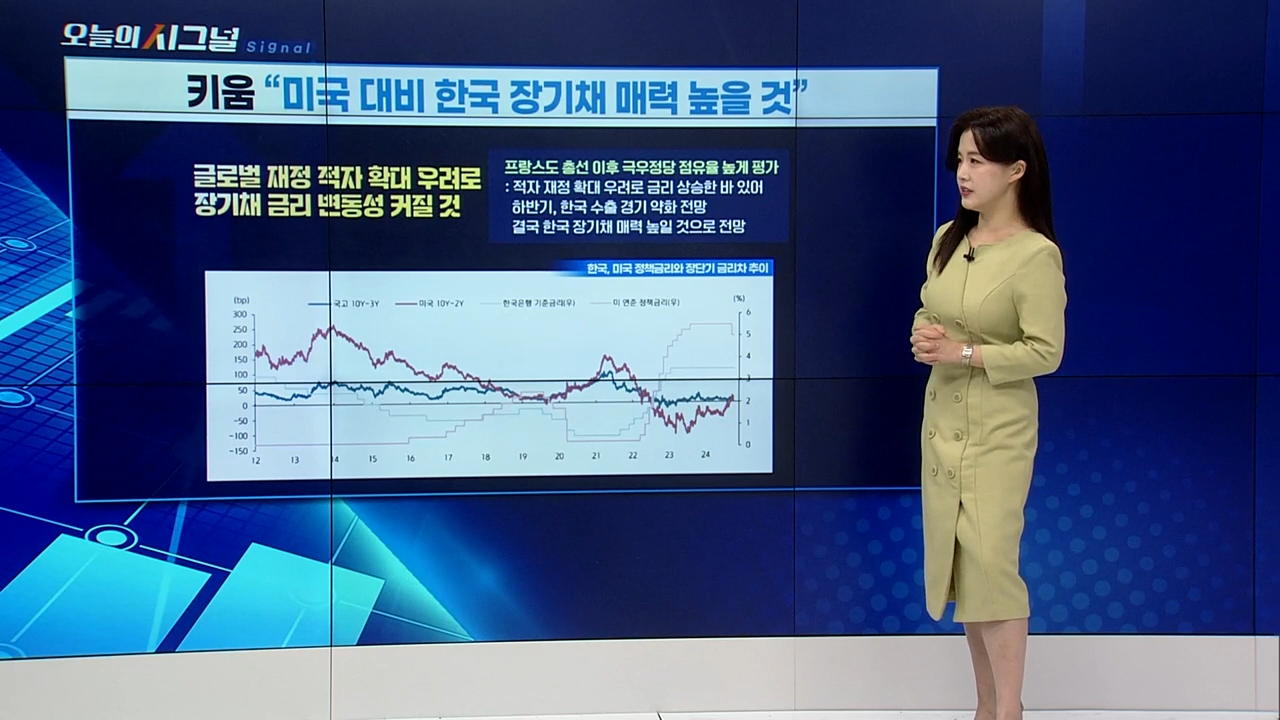 오늘의 시그널 Signal
키움 “미국 대비 한국 장기채 매력 높을 것”
글로벌 재정 적자 확대 우려로
장기채 금리 변동성 커질 것
프랑스도 총선 이후 극우정당 점유율 높게 평가
: 적자 재정 확대 우려로 금리 상승한 바 있어
하반기, 한국 수출 경기 약화 전망
결국 한국 장기채 매력 높일 것으로 전망
한국, 미국 정책금리와 장단기 금리차 추이
(bp) 국고 10Y-3Y 미국 10Y-2Y 한국은행 기준금리(우) 미 연준 정책금리(우) (%)
300 6
250 5
200 4
150
100 3
50
0 2
-50 1
-100
-150 0
12 13 14 15 16 17 18 19 20 21 22 23 24